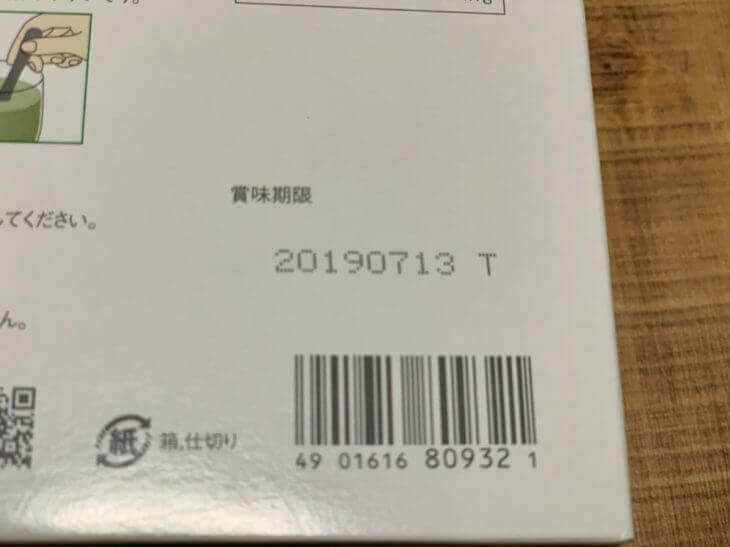 賞味期限
してください。
20190713 T
ん。
紙 箱,仕切り
49 01616 80932 1